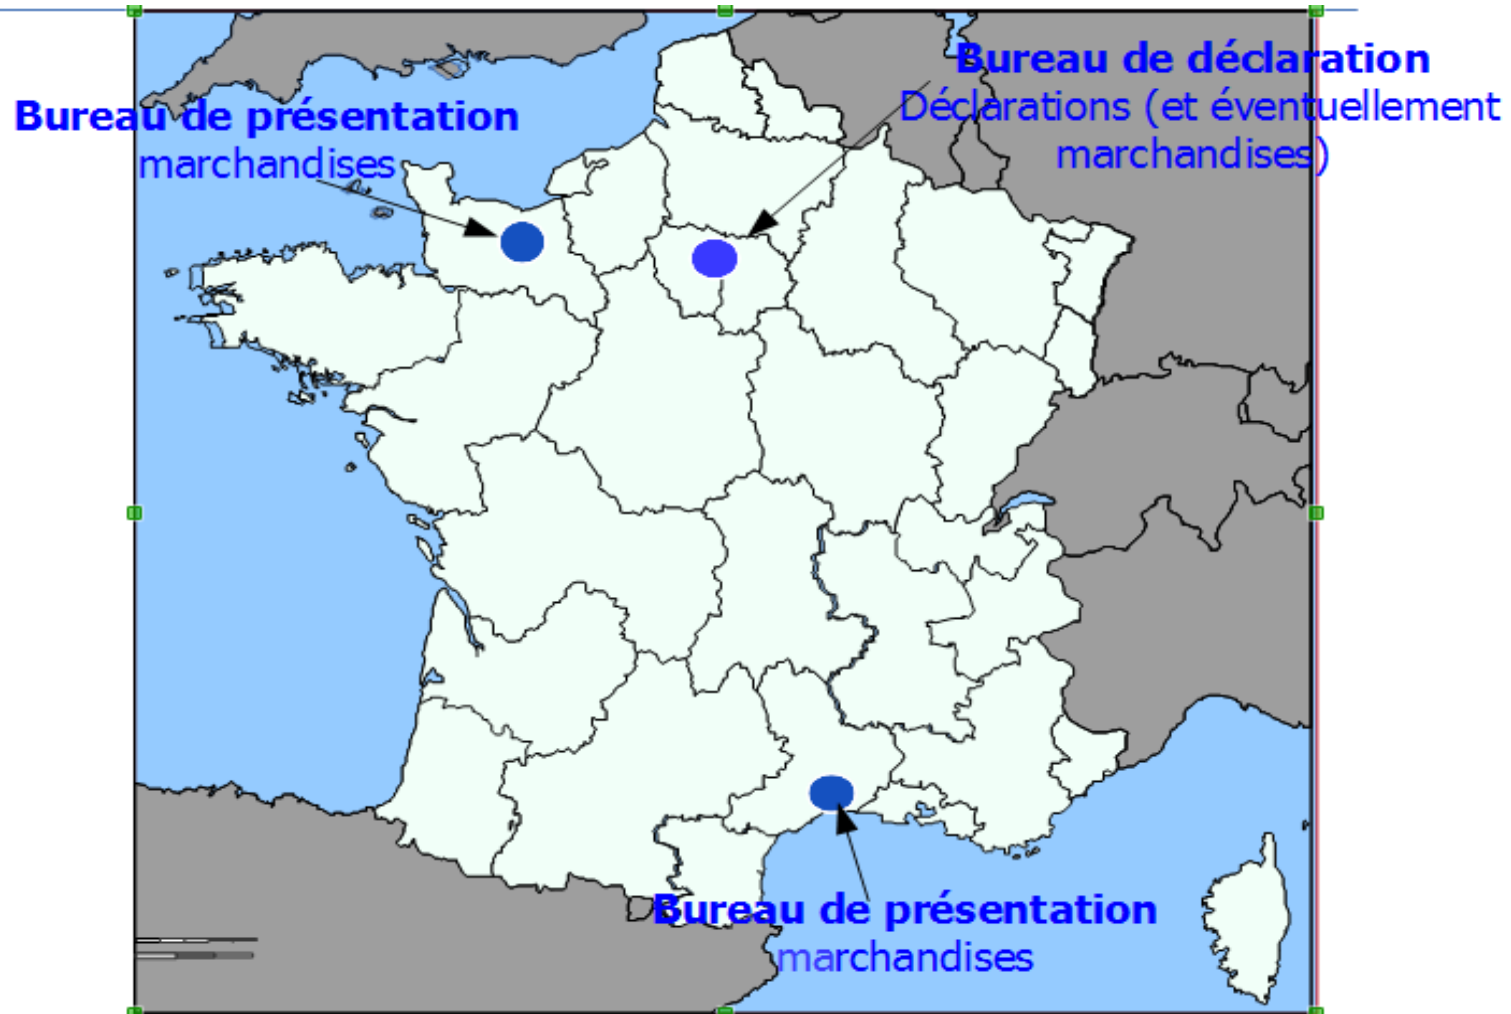 Bureau de déclaration
Déclarations (et éventuellement
marchandises)
Bureau de présentation
marchandises
Bureau de présentation
marchandises